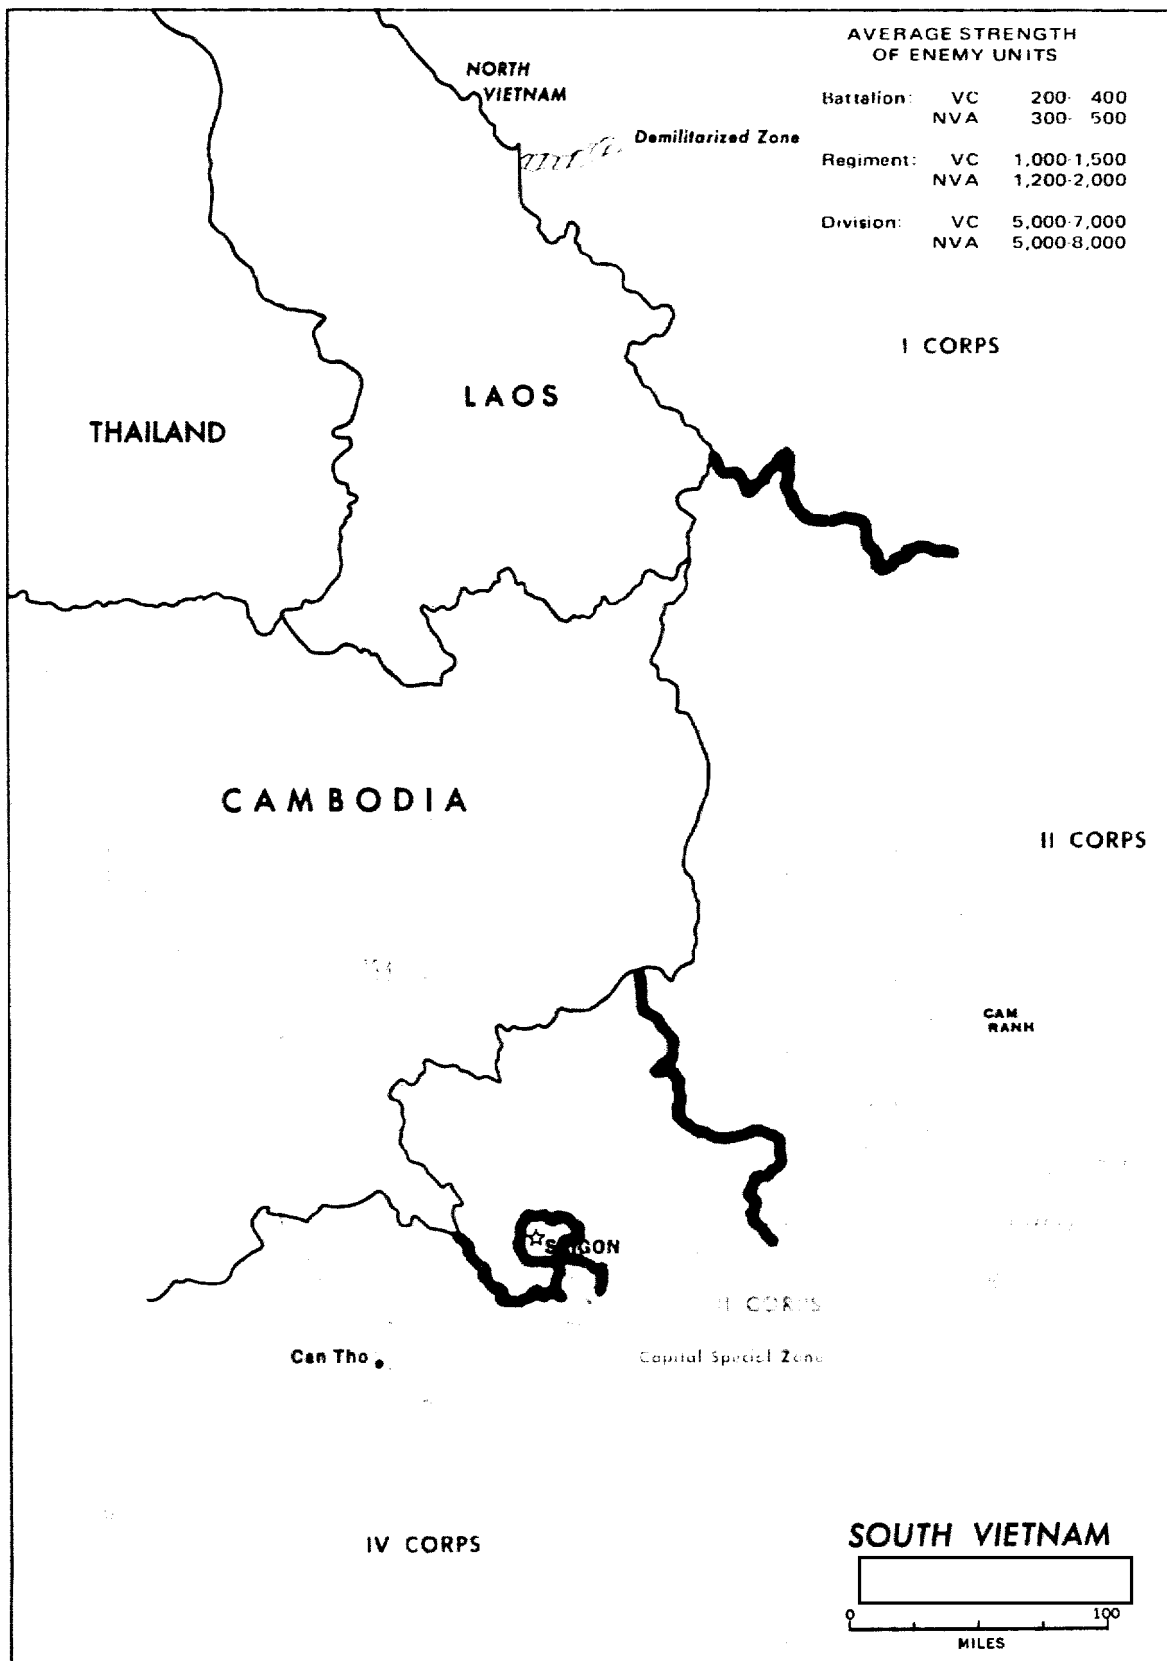 AVERAGE STRENGTH
OF ENEMY UNITS
Battalion: VC 200- 400
NVA 300- 500
Regiment: VC 1,000-1,500
NVA 1,200-2,000
Division: VC 5,000-7,000
NVA 5,000-8,000
NORTH
VIETNAM
Demilitarized Zone
I CORPS
LAOS
THAILAND
CAMBODIA
II CORPS
CAM
RANH
SAIGON
II CORPS
Capital Special Zone
Can Tho
IV CORPS
SOUTH VIETNAM
0 100
MILES